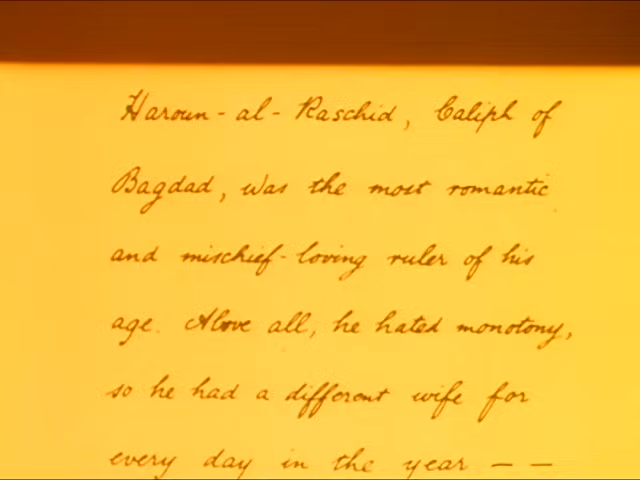 Haroun-al-Raschid, Caliph of
Bagdad, was the most romantic
and mischief-loving ruler of his
age. Above all, he hated monotony,
so he had a different wife for
every day in the year — —